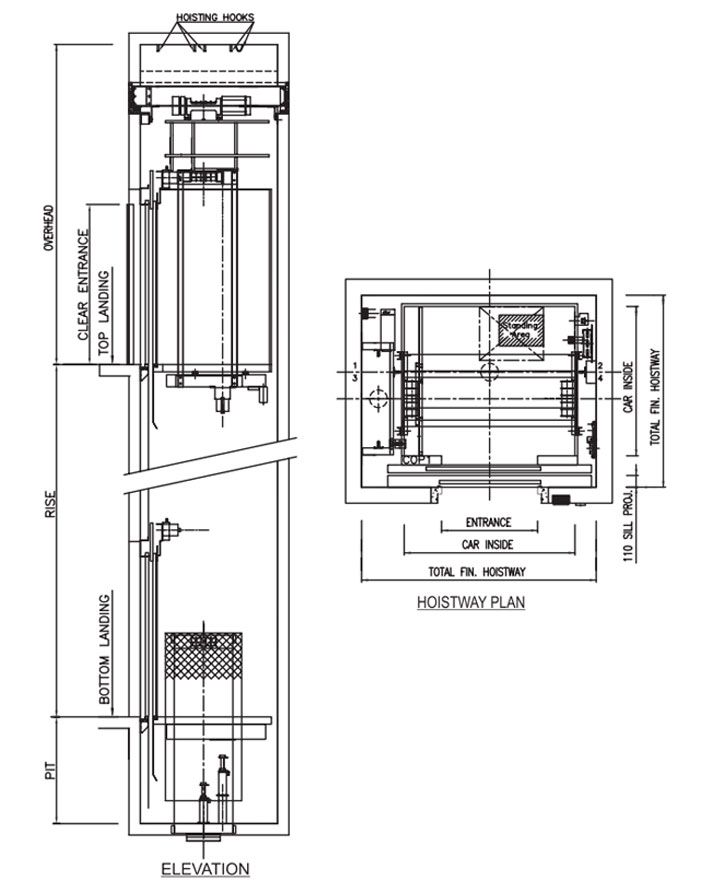 HOISTING HOOKS
OVERHEAD
CLEAR ENTRANCE
TOP LANDING
RISE
BOTTOM LANDING
PIT
ELEVATION
Standing
Area
1
3
2
4
COP1
CAR INSIDE
TOTAL FIN. HOISTWAY
110 SILL PROJ.
ENTRANCE
CAR INSIDE
TOTAL FIN. HOISTWAY
HOISTWAY PLAN